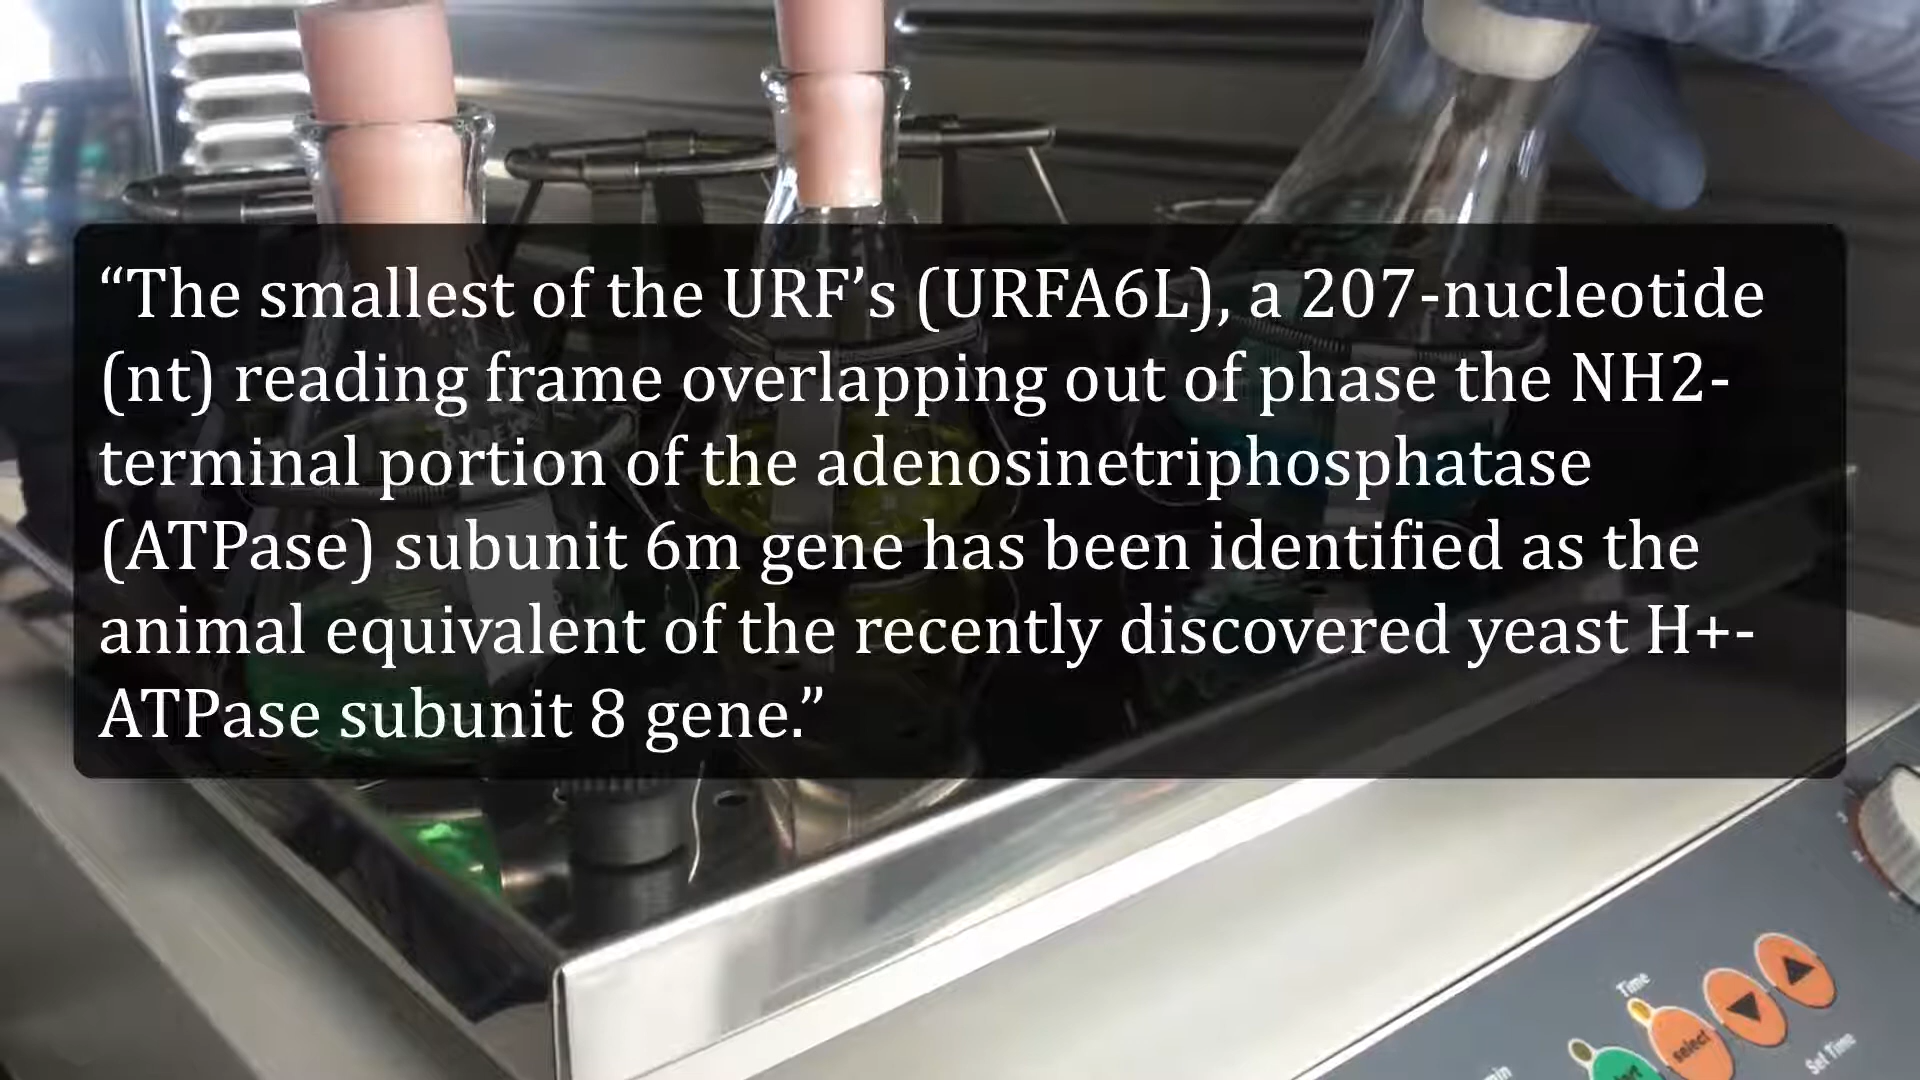 “The smallest of the URF’s (URFA6L), a 207-nucleotide
(nt) reading frame overlapping out of phase the NH2-
terminal portion of the adenosinetriphosphatase
(ATPase) subunit 6m gene has been identified as the
animal equivalent of the recently discovered yeast H+-
ATPase subunit 8 gene.”
Time
select
Set Time